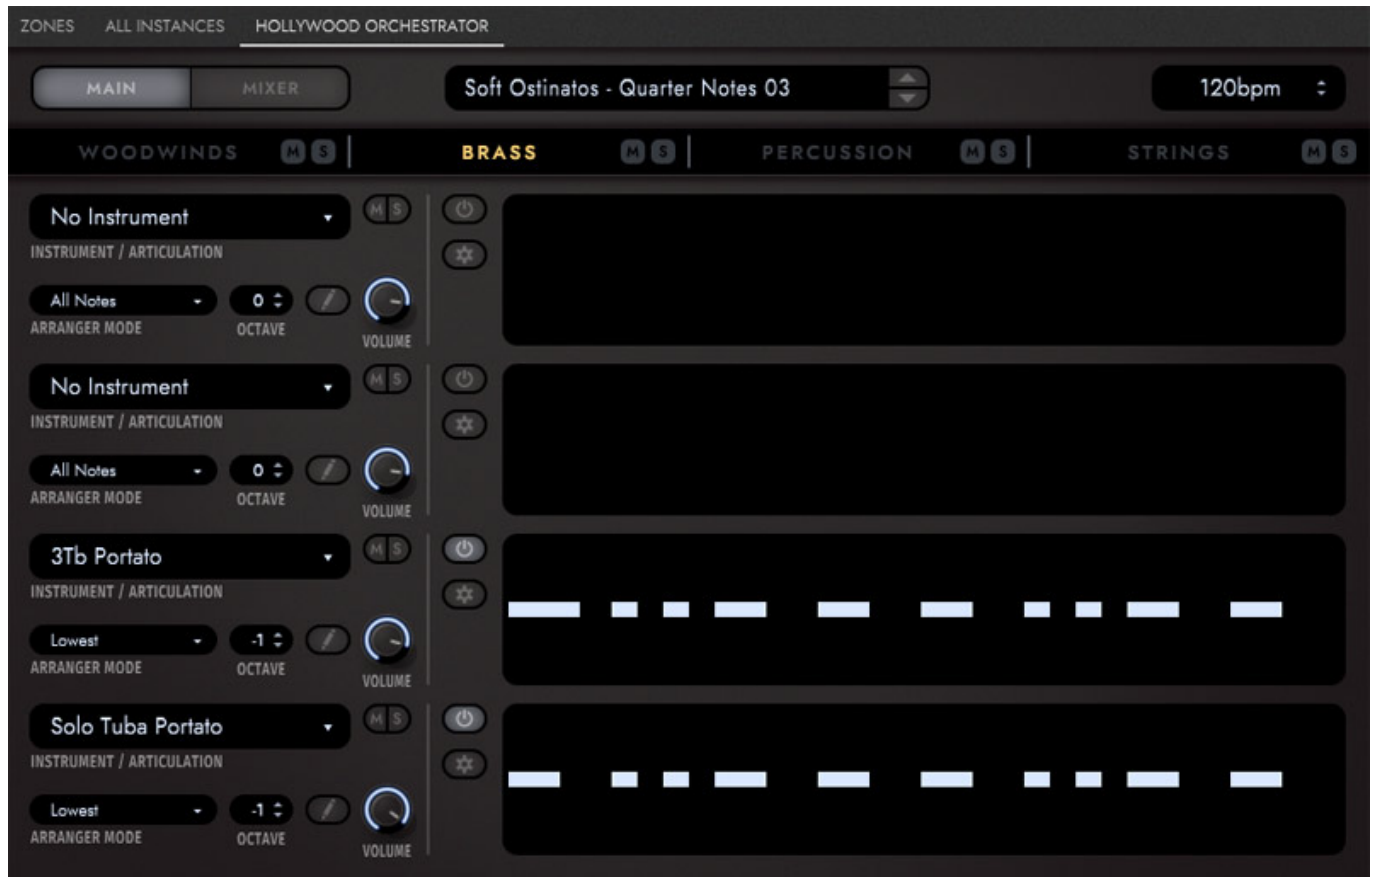 ZONES ALL INSTANCES HOLLYWOOD ORCHESTRATOR
MAIN MIXER Soft Ostinatos - Quarter Notes 03 120bpm
WOODWINDS M S BRASS M S PERCUSSION M S STRINGS M S
No Instrument M S
INSTRUMENT / ARTICULATION
All Notes 0
ARRANGER MODE OCTAVE VOLUME
No Instrument M S
INSTRUMENT / ARTICULATION
All Notes 0
ARRANGER MODE OCTAVE VOLUME
3Tb Portato M S
INSTRUMENT / ARTICULATION
Lowest -1
ARRANGER MODE OCTAVE VOLUME
Solo Tuba Portato M S
INSTRUMENT / ARTICULATION
Lowest -1
ARRANGER MODE OCTAVE VOLUME